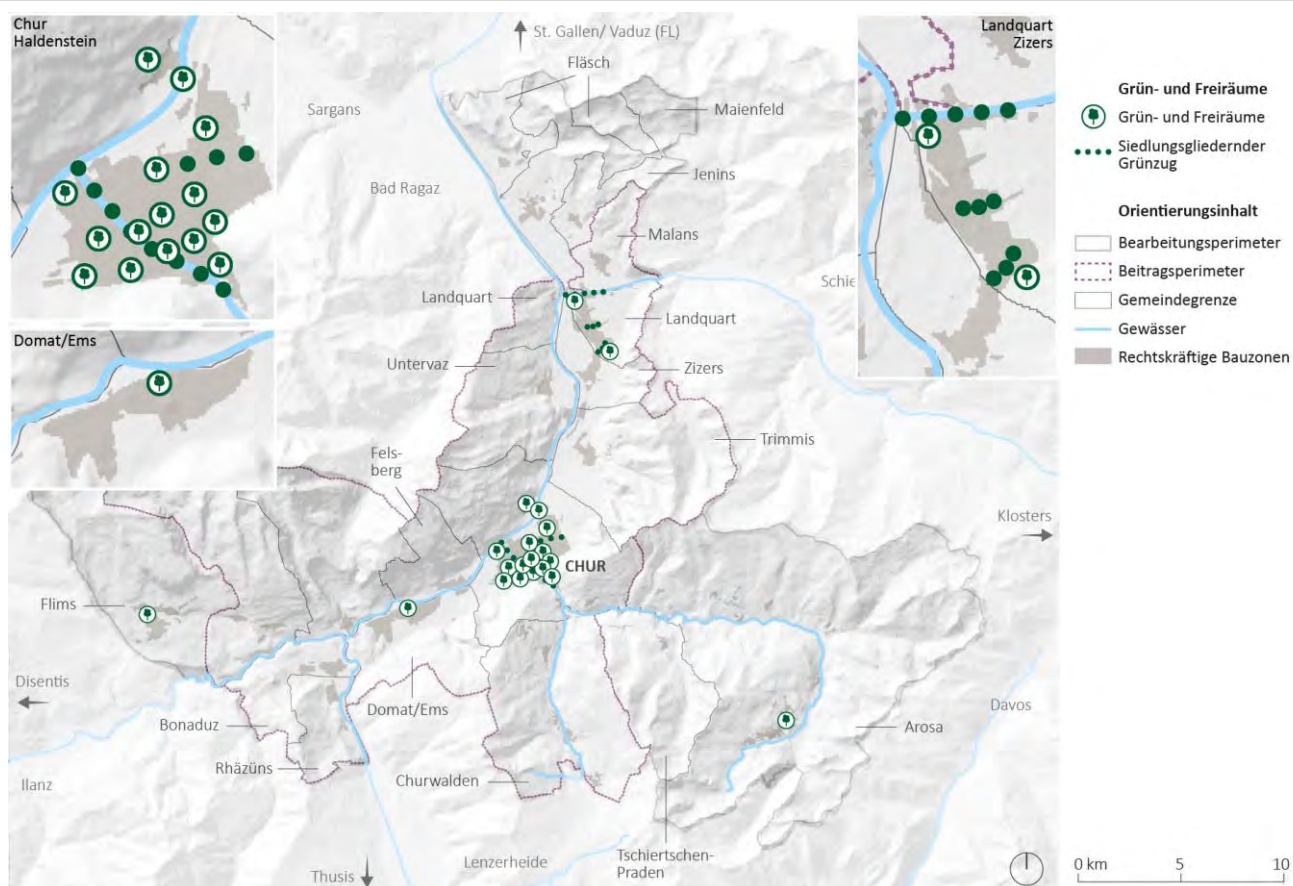 Chur
Haldenstein
St. Gallen/ Vaduz (FL)
Fläsch
Maienfeld
Sargans
Bad Ragaz
Jenins
Malans
Landquart
Landquart
Untervaz
Zizers
Trimmis
Fels-
berg
Klosters
CHUR
Flims
Disentis
Bonaduz
Domat/Ems
Rhäzüns
Churwalden
Arosa
Davos
Ilanz
Tschiertschen-
Praden
Lenzerheide
Thusis
Schie
Domat/Ems
Landquart
Zizers
Grün- und Freiräume
Grün- und Freiräume
Siedlungsgliedernder
Grünzug
Orientierungsinhalt
Bearbeitungsperimeter
Beitragsperimeter
Gemeindegrenze
Gewässer
Rechtskräftige Bauzonen
0 km 5 10